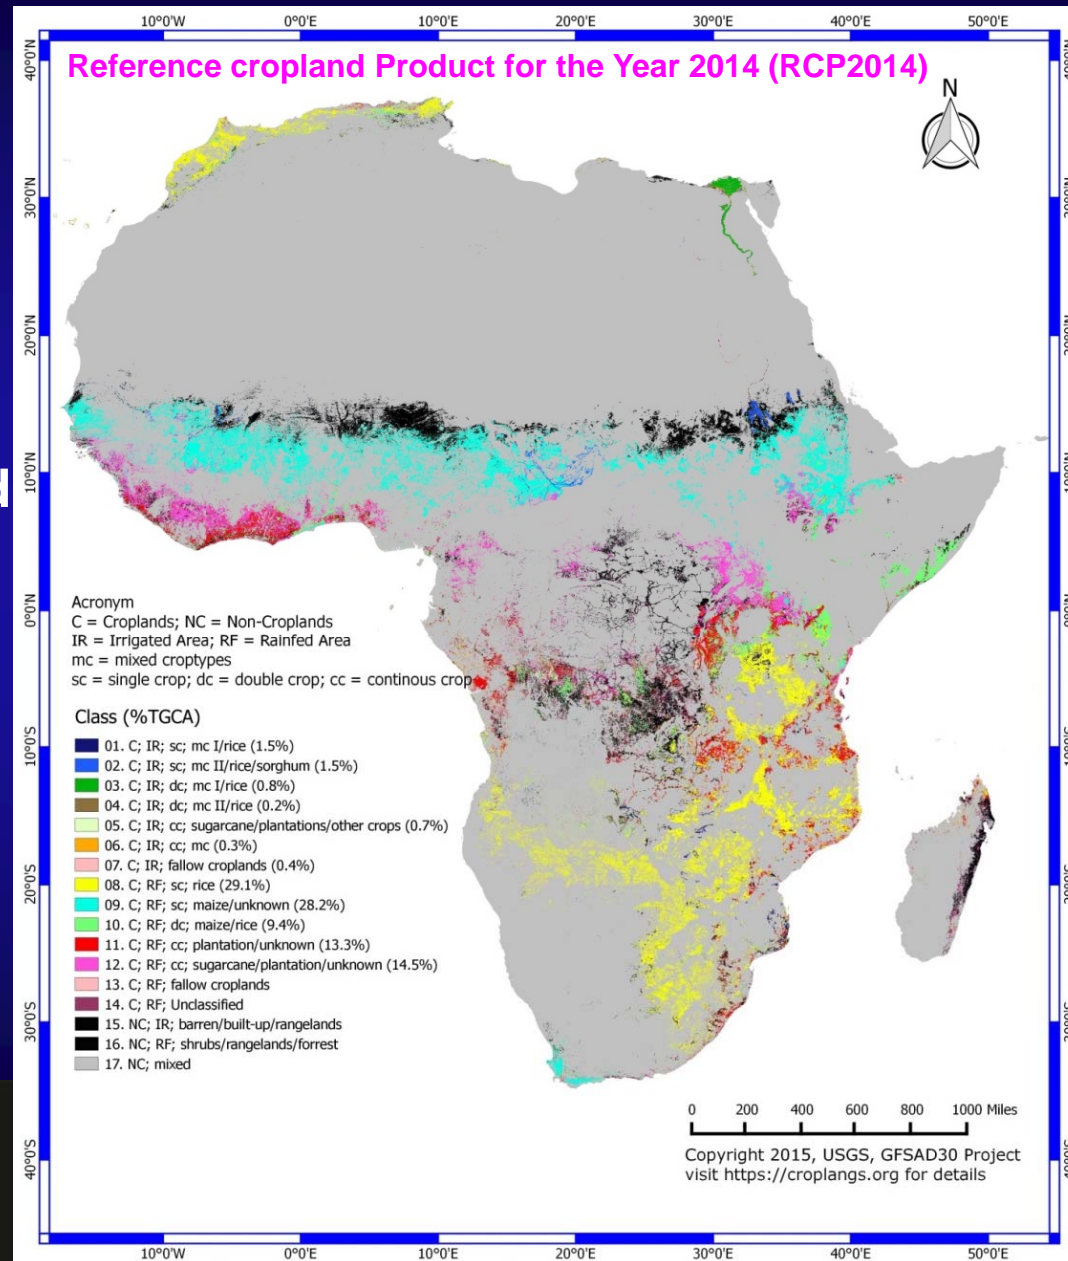 10°0'W 0°0'E 10°0'E 20°0'E 30°0'E 40°0'E 50°0'E
Reference cropland Product for the Year 2014 (RCP2014)
N
40°0'N
30°0'N
20°0'N
10°0'N
0°0'N
10°0'S
20°0'S
30°0'S
40°0'S
Acronym
C = Croplands; NC = Non-Croplands
IR = Irrigated Area; RF = Rainfed Area
mc = mixed croptypes
sc = single crop; dc = double crop; cc = continous crop
Class (%TGCA)
01. C; IR; sc; mc I/rice (1.5%)
02. C; IR; sc; mc II/rice/sorghum (1.5%)
03. C; IR; dc; mc I/rice (0.8%)
04. C; IR; dc; mc II/rice (0.2%)
05. C; IR; cc; sugarcane/plantations/other crops (0.7%)
06. C; IR; cc; mc (0.3%)
07. C; IR; fallow croplands (0.4%)
08. C; RF; sc; rice (29.1%)
09. C; RF; sc; maize/unknown (28.2%)
10. C; RF; dc; maize/rice (9.4%)
11. C; RF; cc; plantation/unknown (13.3%)
12. C; RF; cc; sugarcane/plantation/unknown (14.5%)
13. C; RF; fallow croplands
14. C; RF; Unclassified
15. NC; IR; barren/built-up/rangelands
16. NC; RF; shrubs/rangelands/forrest
17. NC; mixed
0 200 400 600 800 1000 Miles
Copyright 2015, USGS, GFSAD30 Project
visit https://croplangs.org for details
10°0'W 0°0'E 10°0'E 20°0'E 30°0'E 40°0'E 50°0'E